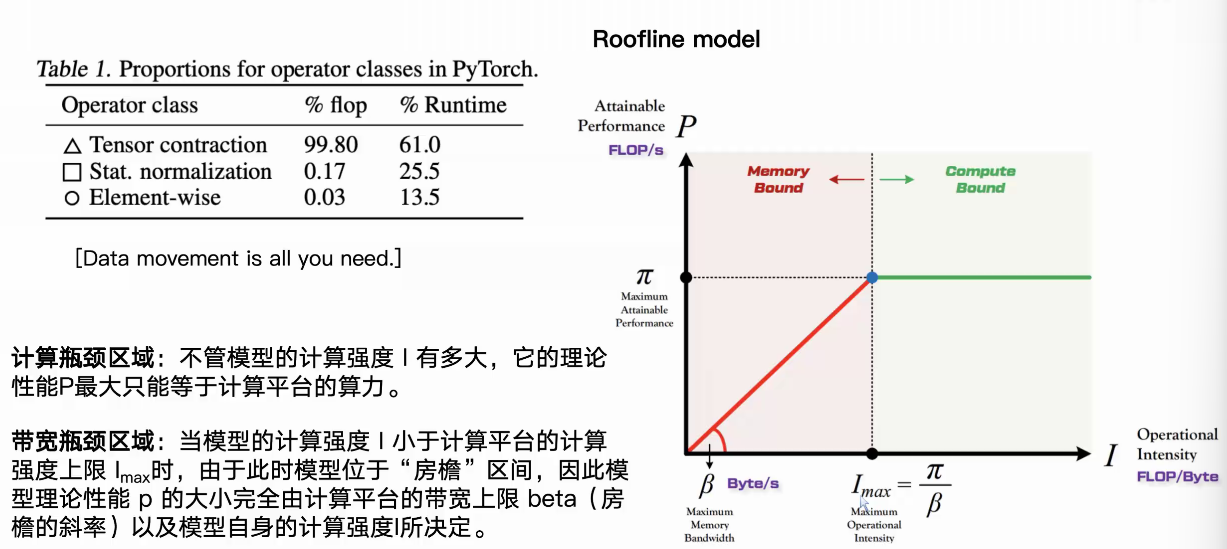 Roofline model
Table 1. Proportions for operator classes in PyTorch.
Operator class % flop % Runtime
△ Tensor contraction 99.80 61.0
□ Stat. normalization 0.17 25.5
○ Element-wise 0.03 13.5
[Data movement is all you need.]
计算瓶颈区域：不管模型的计算强度 I 有多大，它的理论
性能P最大只能等于计算平台的算力。
带宽瓶颈区域：当模型的计算强度 I 小于计算平台的计算
强度上限 Imax时，由于此时模型位于“房檐”区间，因此模
型理论性能 p 的大小完全由计算平台的带宽上限 beta（房
檐的斜率）以及模型自身的计算强度I所决定。
Attainable
Performance P
FLOP/s
Memory
Bound
Compute
Bound
π
Maximum
Attainable
Performance
β Byte/s
Maximum
Memory
Bandwidth
Imax = π/β
Maximum
Operational
Intensity
I
Operational
Intensity
FLOP/Byte